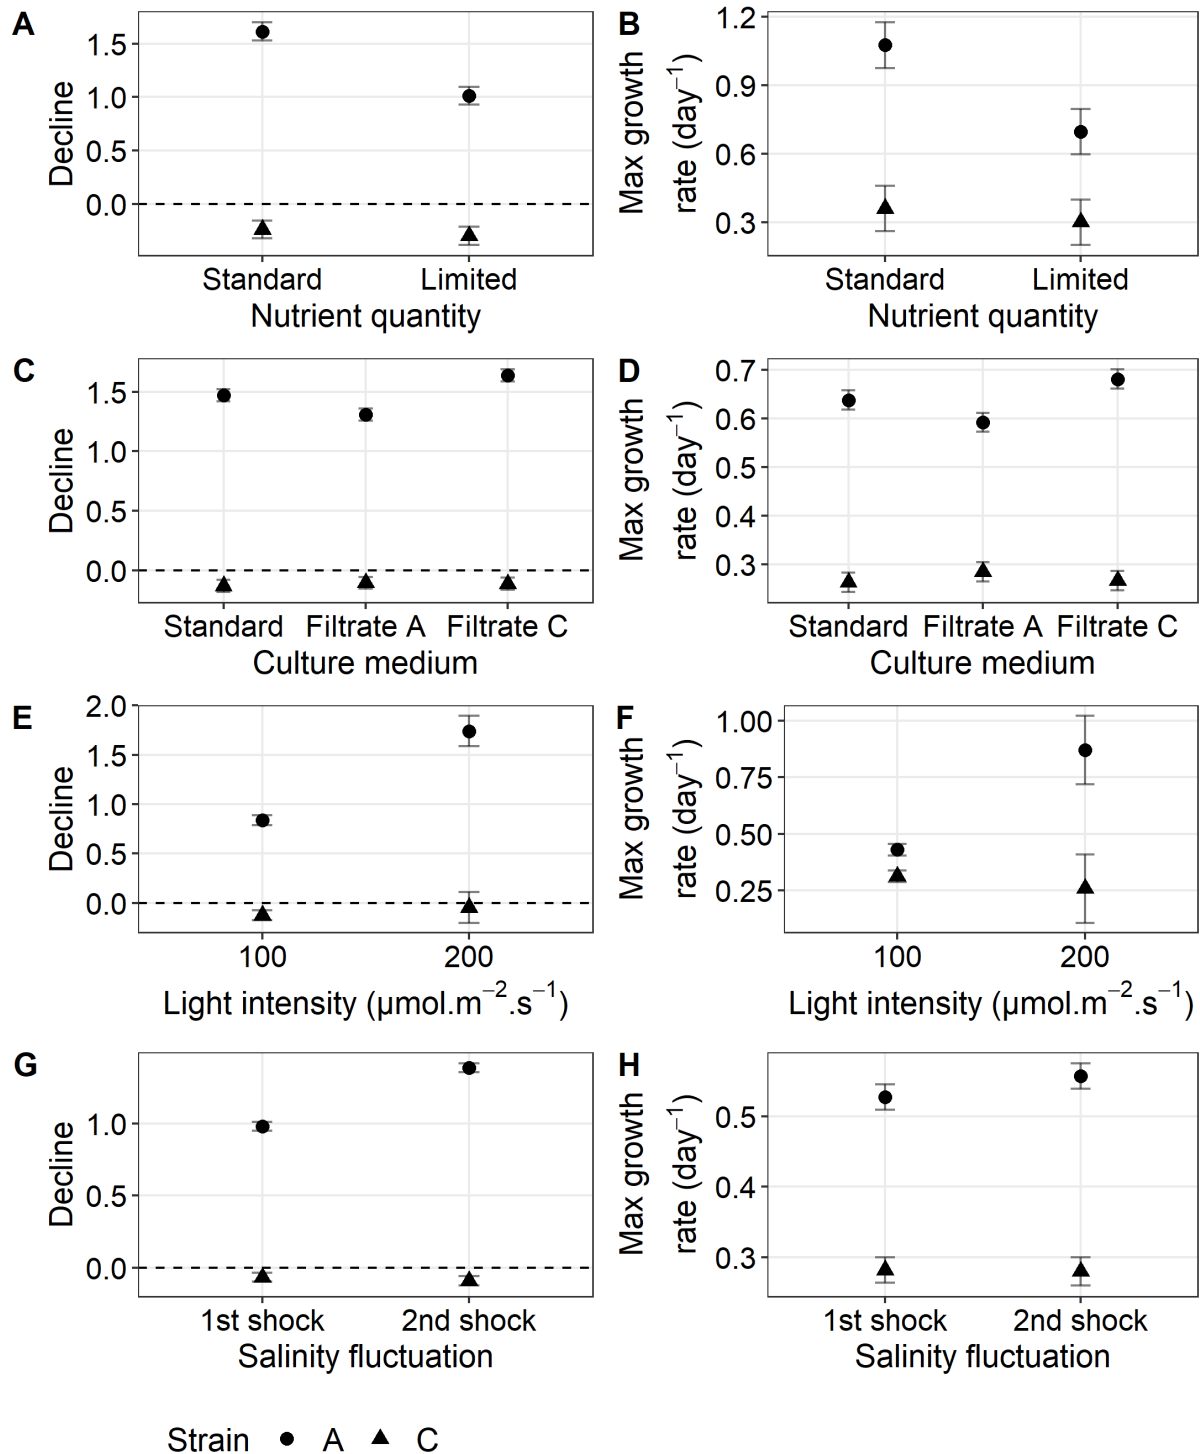 A
Decline
1.5
1.0
0.5
0.0
Standard Limited
Nutrient quantity
B
Max growth
rate (day⁻¹)
1.2
0.9
0.6
0.3
Standard Limited
Nutrient quantity
C
Decline
1.5
1.0
0.5
0.0
Standard Filtrate A Filtrate C
Culture medium
D
Max growth
rate (day⁻¹)
0.7
0.6
0.5
0.4
0.3
Standard Filtrate A Filtrate C
Culture medium
E
Decline
2.0
1.5
1.0
0.5
0.0
100 200
Light intensity (μmol.m⁻².s⁻¹)
F
Max growth
rate (day⁻¹)
1.00
0.75
0.50
0.25
100 200
Light intensity (μmol.m⁻².s⁻¹)
G
Decline
1.0
0.5
0.0
1st shock 2nd shock
Salinity fluctuation
H
Max growth
rate (day⁻¹)
0.5
0.4
0.3
1st shock 2nd shock
Salinity fluctuation
Strain A C